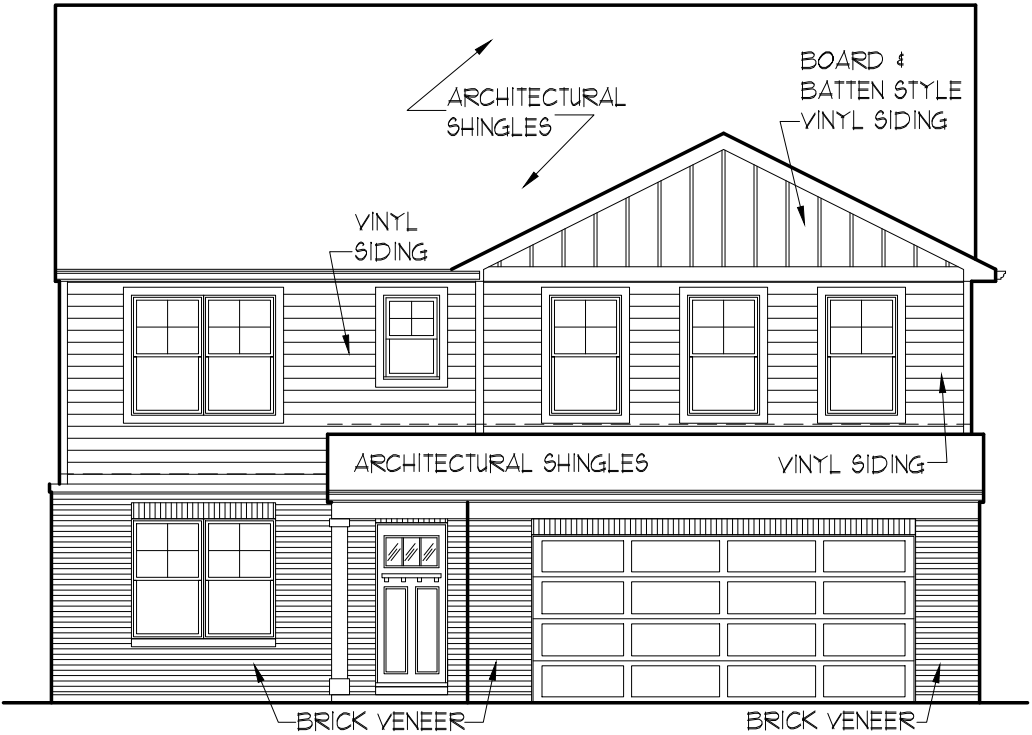 BOARD &
BATTEN STYLE
VINYL SIDING
ARCHITECTURAL
SHINGLES
VINYL
SIDING
ARCHITECTURAL SHINGLES
VINYL SIDING
BRICK VENEER
BRICK VENEER